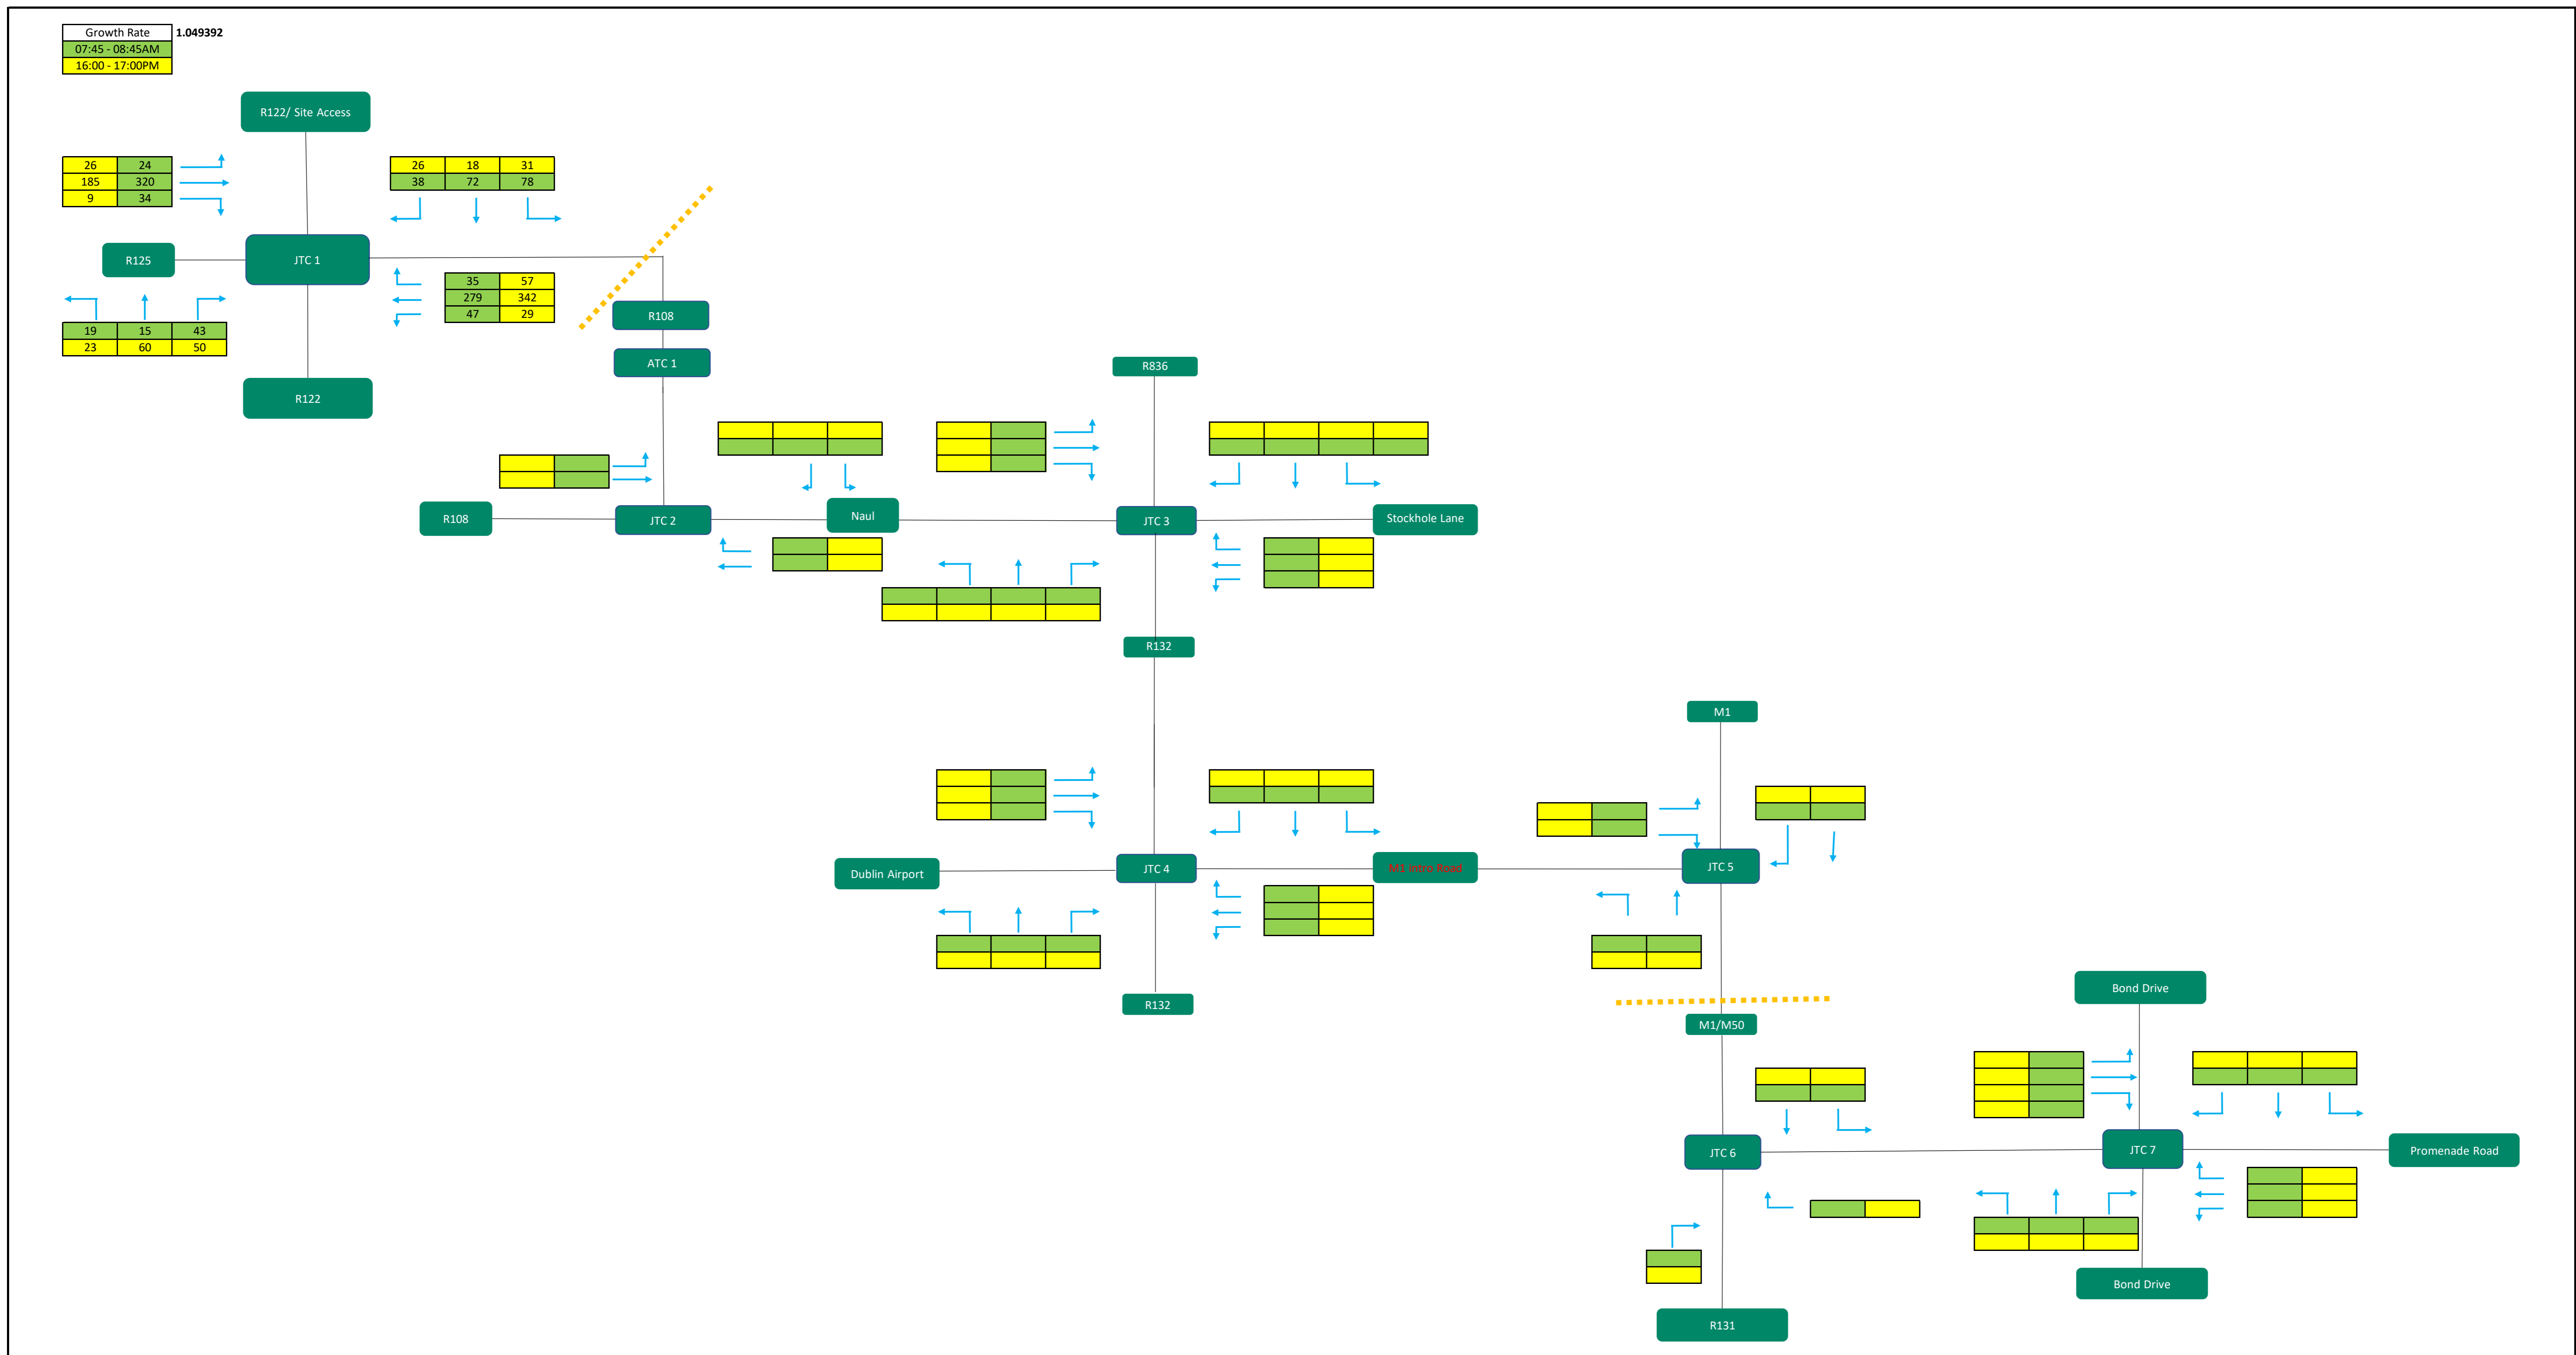 Growth Rate 1.049392
07:45 - 08:45AM
16:00 - 17:00PM
R122/ Site Access
26 24
185 320
9 34
26 18 31
38 72 78
R125
JTC 1
35 57
279 342
47 29
19 15 43
23 60 50
R122
R108
ATC 1
R836
R108
JTC 2
Naul
JTC 3
Stockhole Lane
R132
M1
Dublin Airport
JTC 4
M1 Intro Road
JTC 5
R132
Bond Drive
M1/M50
JTC 6
JTC 7
Promenade Road
Bond Drive
R131